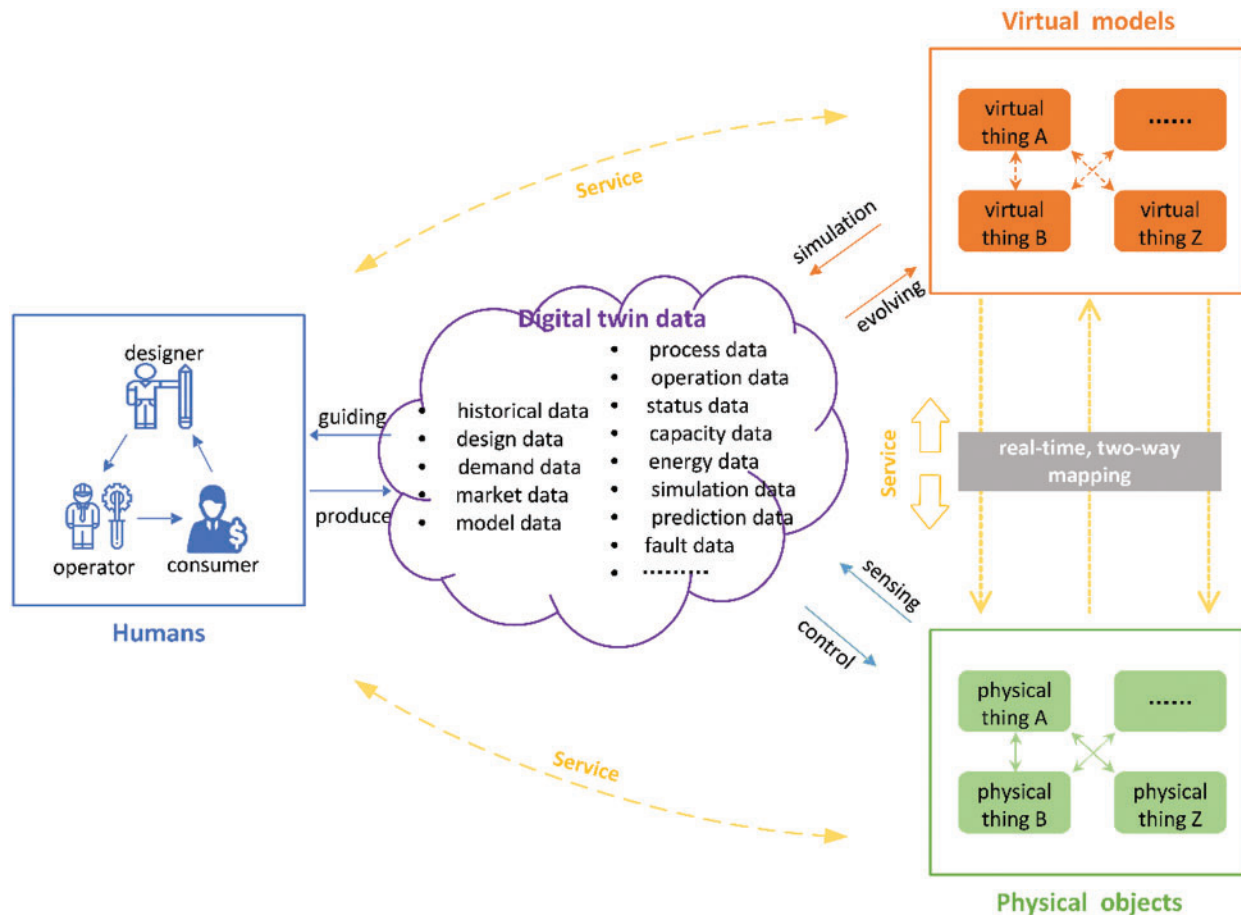 Virtual models
virtual
thing A
......
virtual
thing B
virtual
thing Z
Service
simulation
evolving
Digital twin data
historical data
design data
demand data
market data
model data
process data
operation data
status data
capacity data
energy data
simulation data
prediction data
fault data
.........
designer
operator
consumer
Humans
guiding
produce
Service
real-time, two-way
mapping
sensing
control
Service
physical
thing A
......
physical
thing B
physical
thing Z
Physical objects